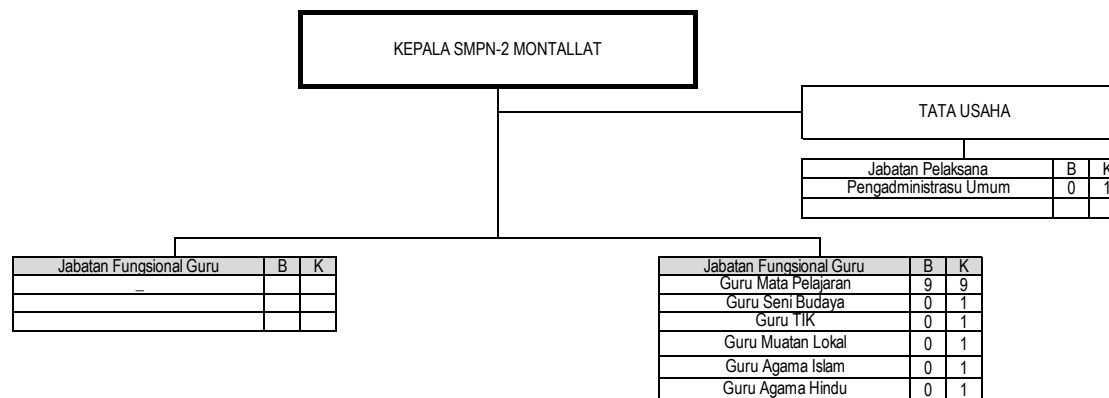 KEPALA SMPN-2 MONTALLAT
TATA USAHA
Jabatan Pelaksana B K
Pengadministrasu Umum 0 1
Jabatan Fungsional Guru B K
_
Jabatan Fungsional Guru B K
Guru Mata Pelajaran 9 9
Guru Seni Budaya 0 1
Guru TIK 0 1
Guru Muatan Lokal 0 1
Guru Agama Islam 0 1
Guru Agama Hindu 0 1